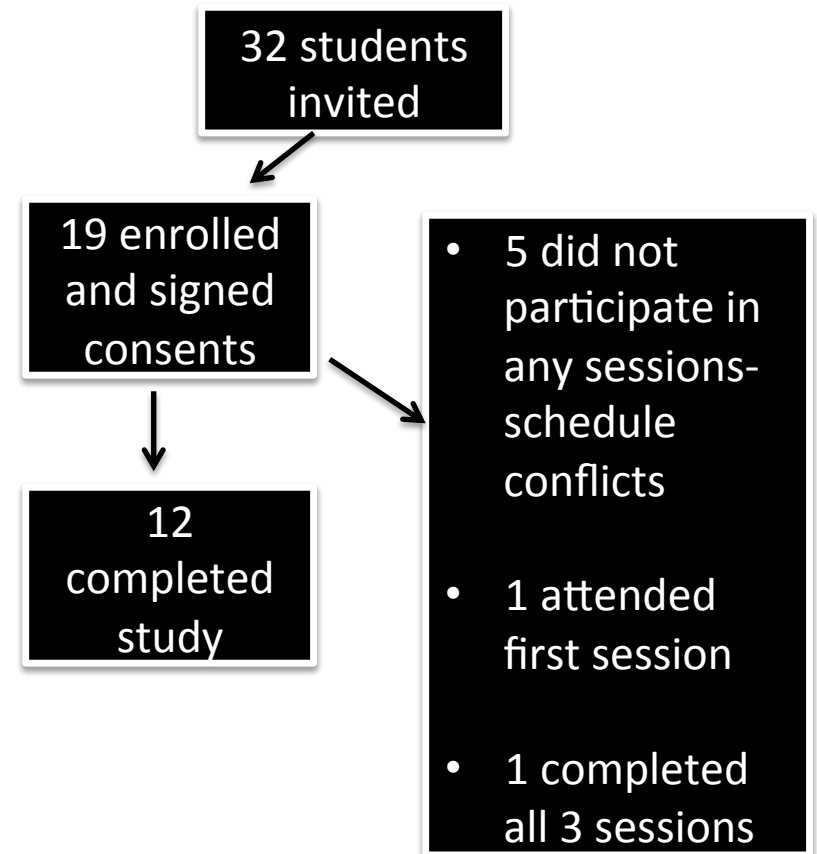 32 students
invited
19 enrolled
and signed
consents
12
completed
study
• 5 did not
participate in
any sessions-
schedule
conflicts
• 1 attended
first session
• 1 completed
all 3 sessions